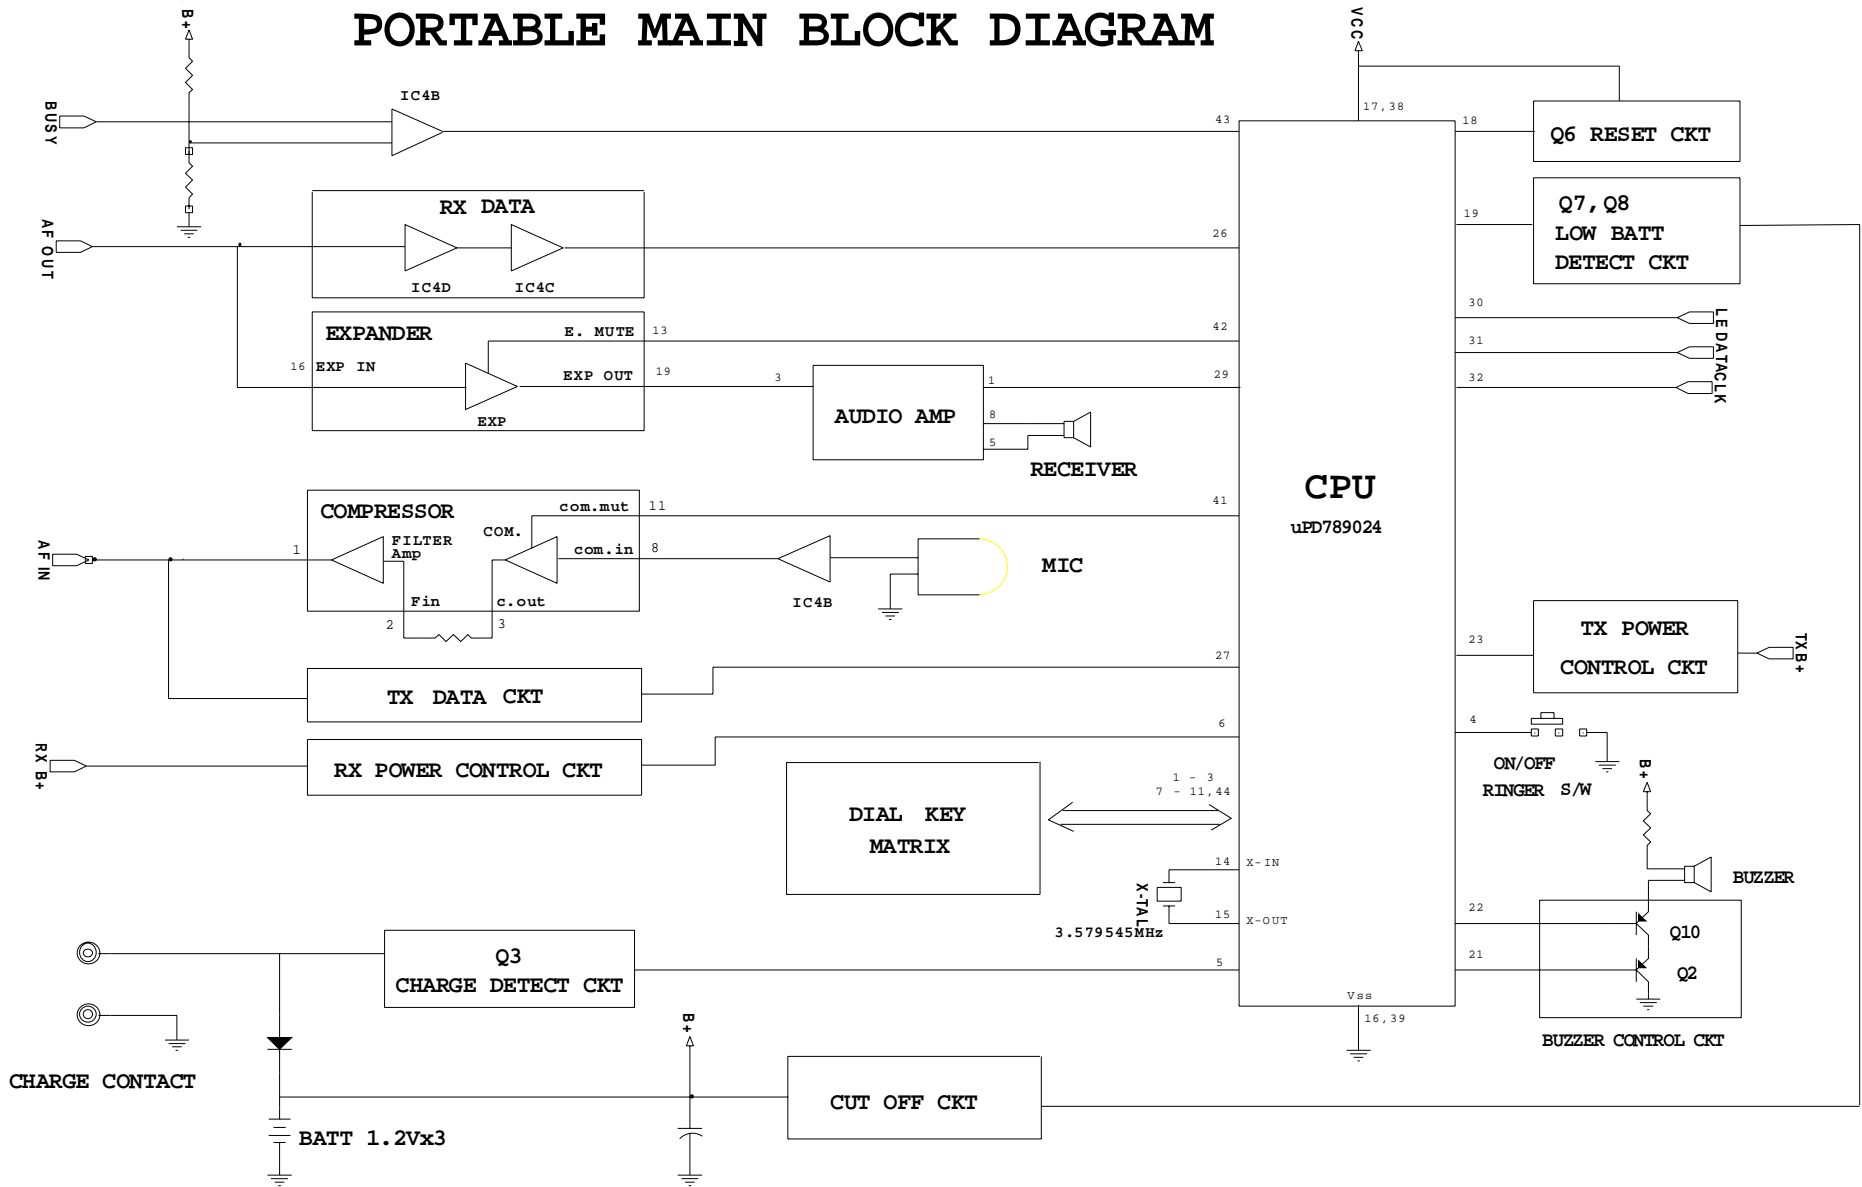 PORTABLE MAIN BLOCK DIAGRAM
B+
VCC
BUSY
IC4B
43
17,38
18
Q6 RESET CKT
AF OUT
RX DATA
IC4D
IC4C
26
19
Q7,Q8
LOW BATT
DETECT CKT
EXPANDER
E. MUTE
13
42
16
EXP IN
EXP OUT
19
EXP
3
AUDIO AMP
1
29
8
5
RECEIVER
30
LE
31
DATA
32
CLK
CPU
uPD789024
AF IN
COMPRESSOR
com.mut
11
41
COM.
1
FILTER
Amp
com.in
8
IC4B
MIC
Fin
c.out
2
3
TX DATA CKT
27
23
TX POWER
CONTROL CKT
TX B+
RX B+
RX POWER CONTROL CKT
6
4
ON/OFF
RINGER S/W
DIAL KEY
MATRIX
1 - 3
7 - 11,44
B+
14
X-IN
X-TAL
15
X-OUT
3.579545MHz
BUZZER
22
Q10
21
Q2
BUZZER CONTROL CKT
Q3
CHARGE DETECT CKT
5
Vss
16,39
CHARGE CONTACT
B+
CUT OFF CKT
BATT 1.2Vx3